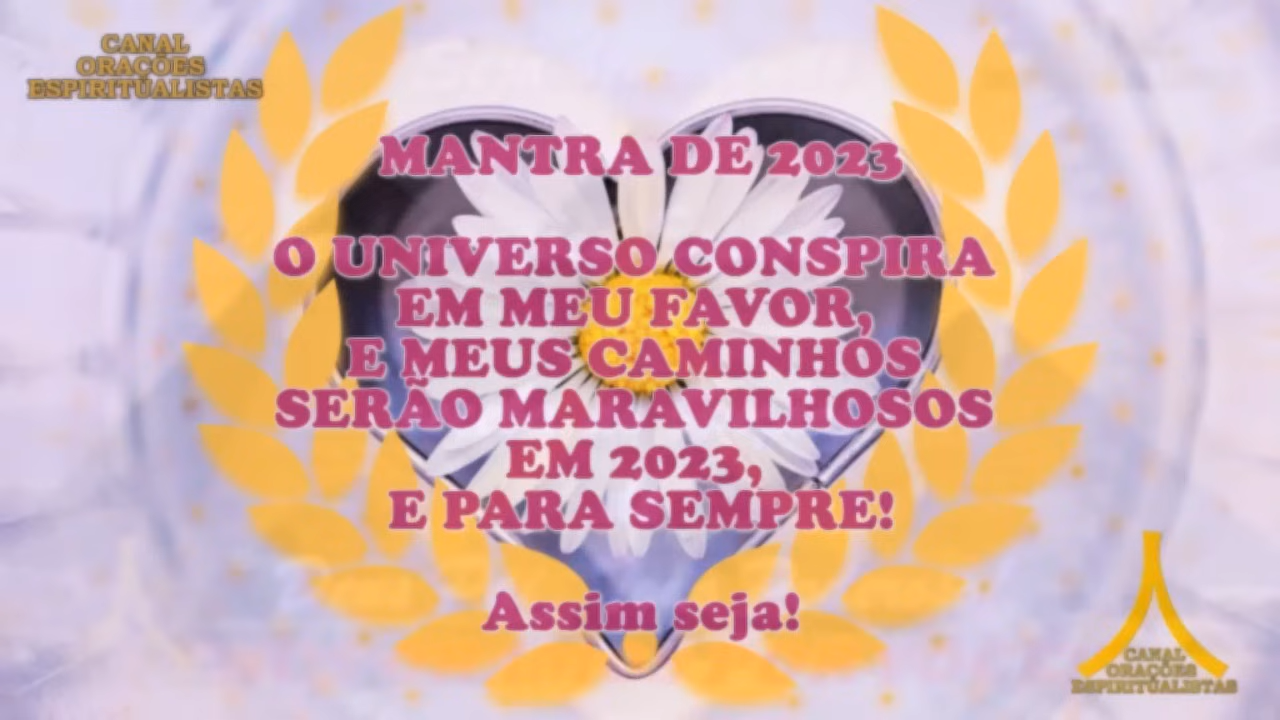 CANAL
ORAÇÕES
ESPIRITUALISTAS
MANTRA DE 2023
O UNIVERSO CONSPIRA
EM MEU FAVOR,
E MEUS CAMINHOS
SERÃO MARAVILHOSOS
EM 2023,
E PARA SEMPRE!
Assim seja!
CANAL
ORAÇÕES
ESPIRITUALISTAS